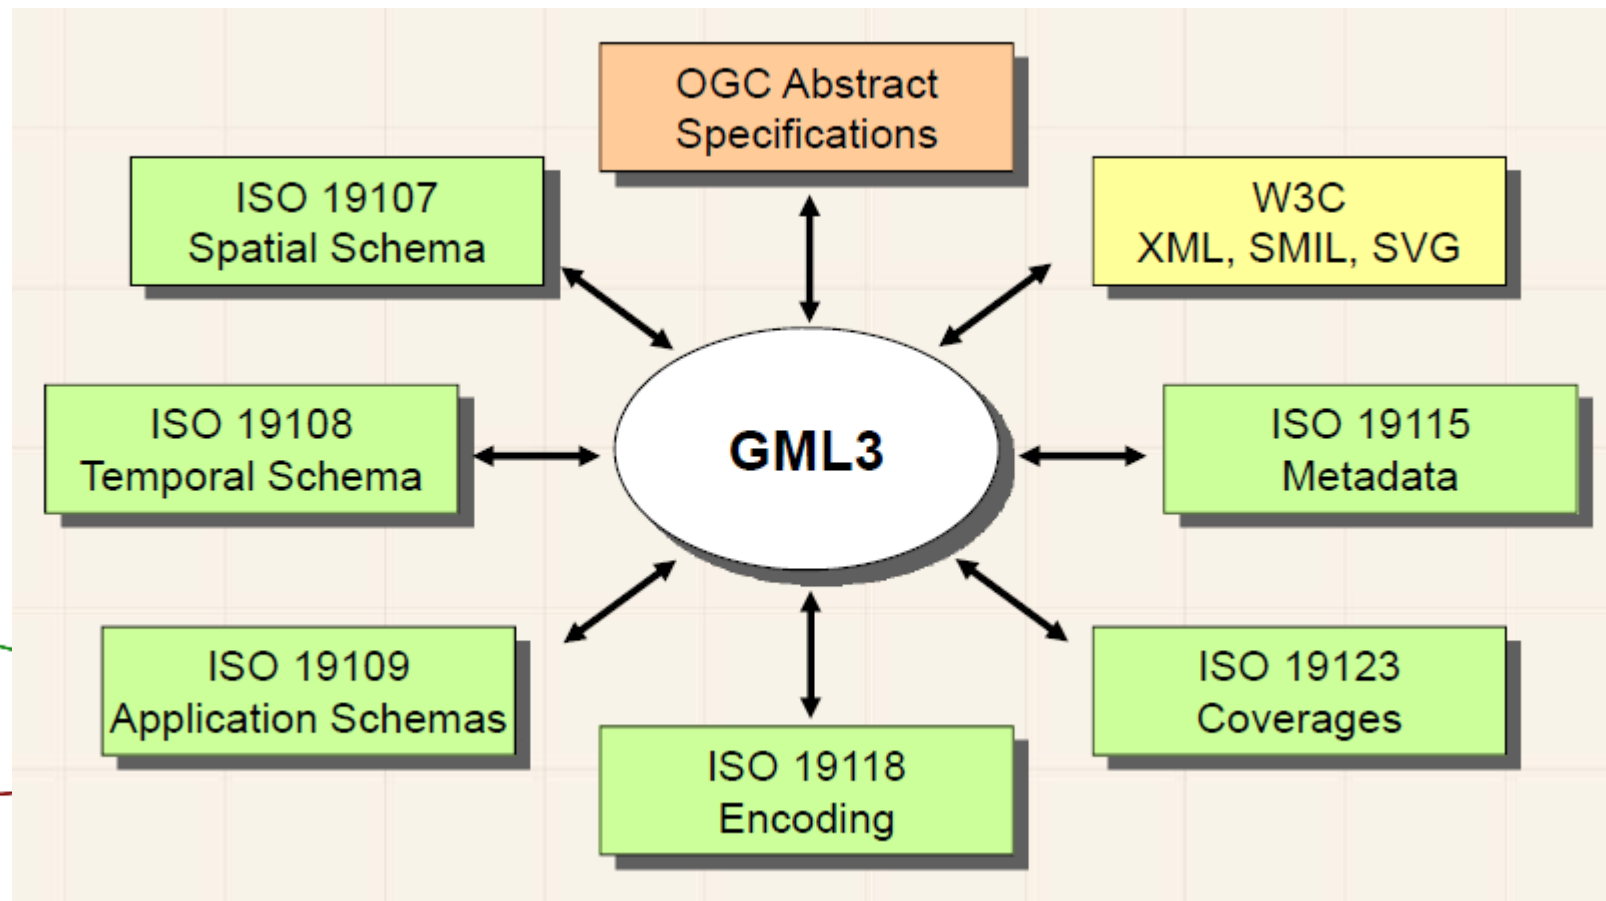 OGC Abstract
Specifications
ISO 19107
Spatial Schema
W3C
XML, SMIL, SVG
ISO 19108
Temporal Schema
GML3
ISO 19115
Metadata
ISO 19109
Application Schemas
ISO 19123
Coverages
ISO 19118
Encoding